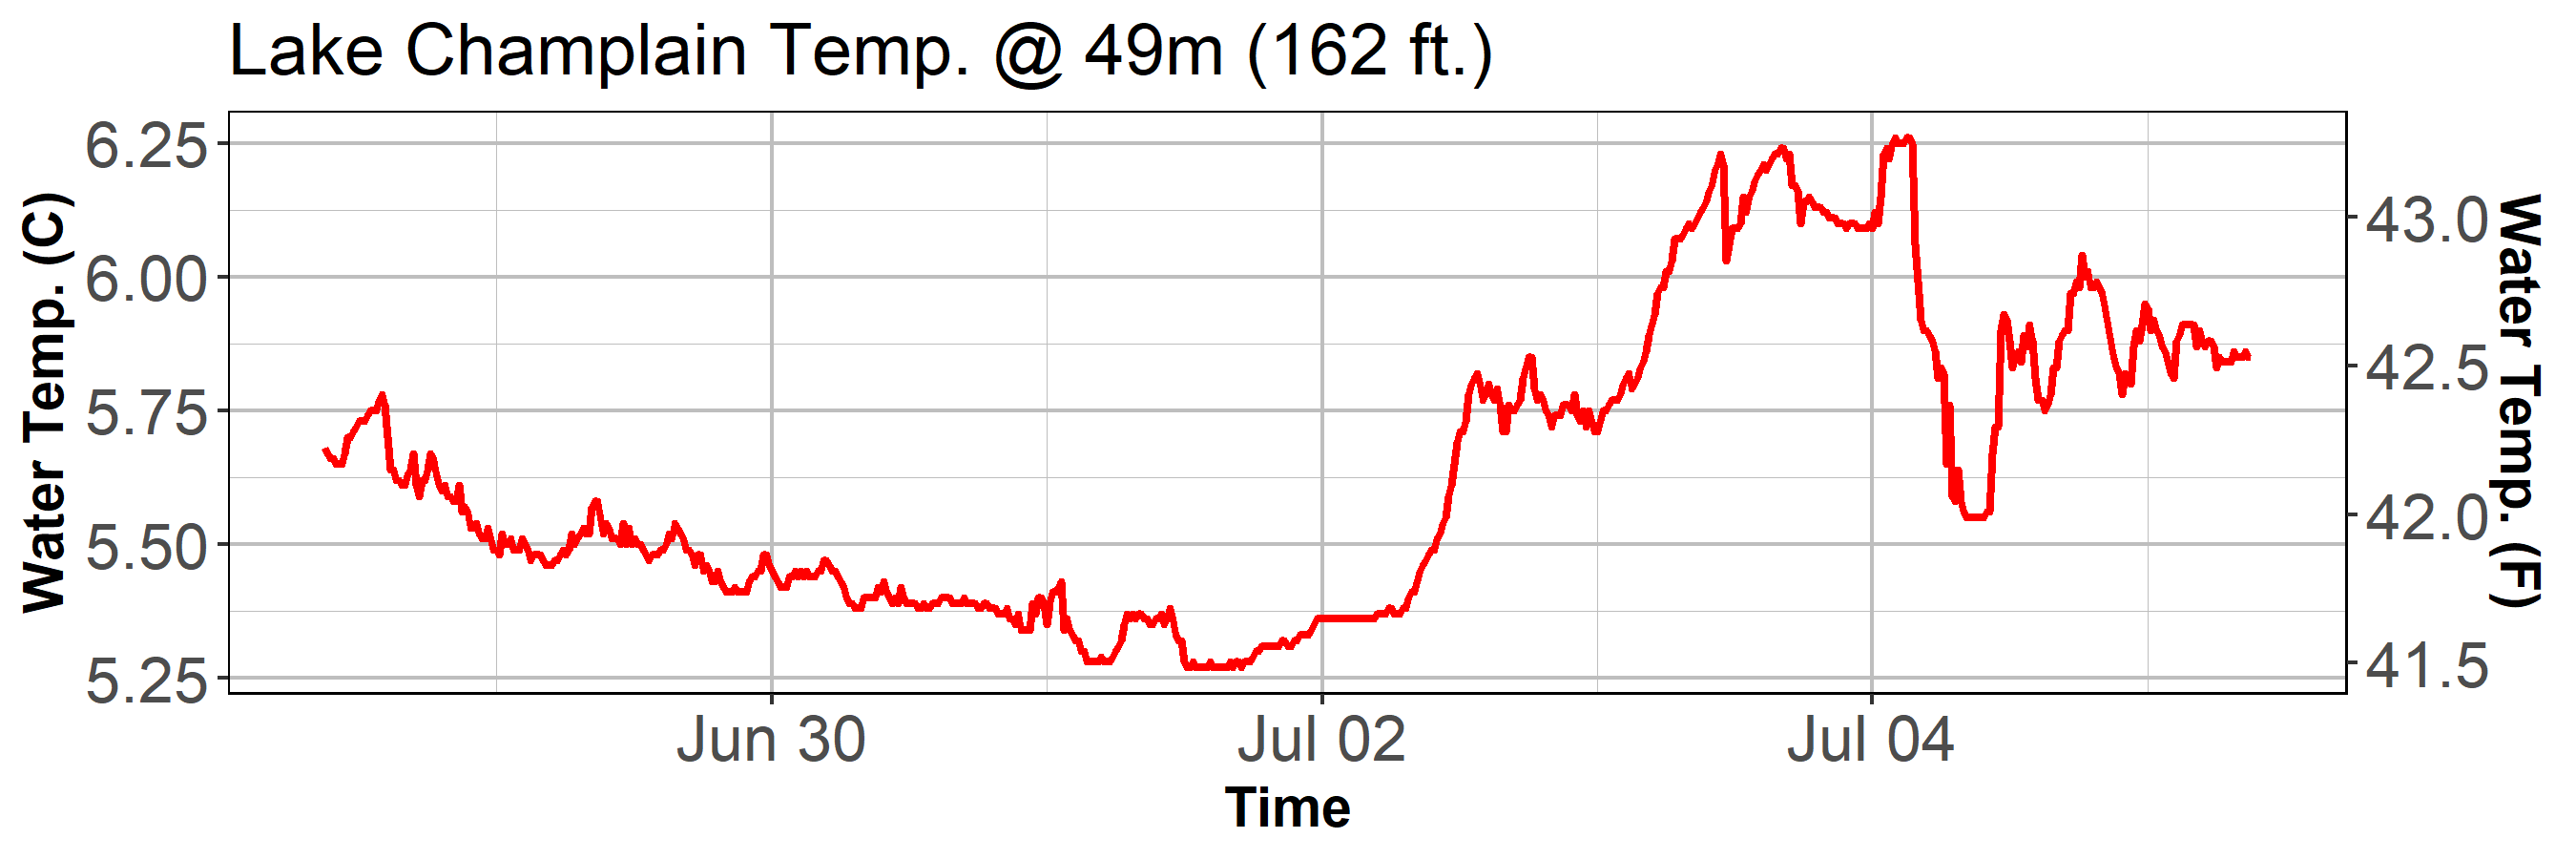 Lake Champlain Temp. @ 49m (162 ft.)
Water Temp. (C)
6.25
6.00
5.75
5.50
5.25
43.0
42.5
42.0
41.5
Water Temp. (F)
Jun 30
Jul 02
Jul 04
Time